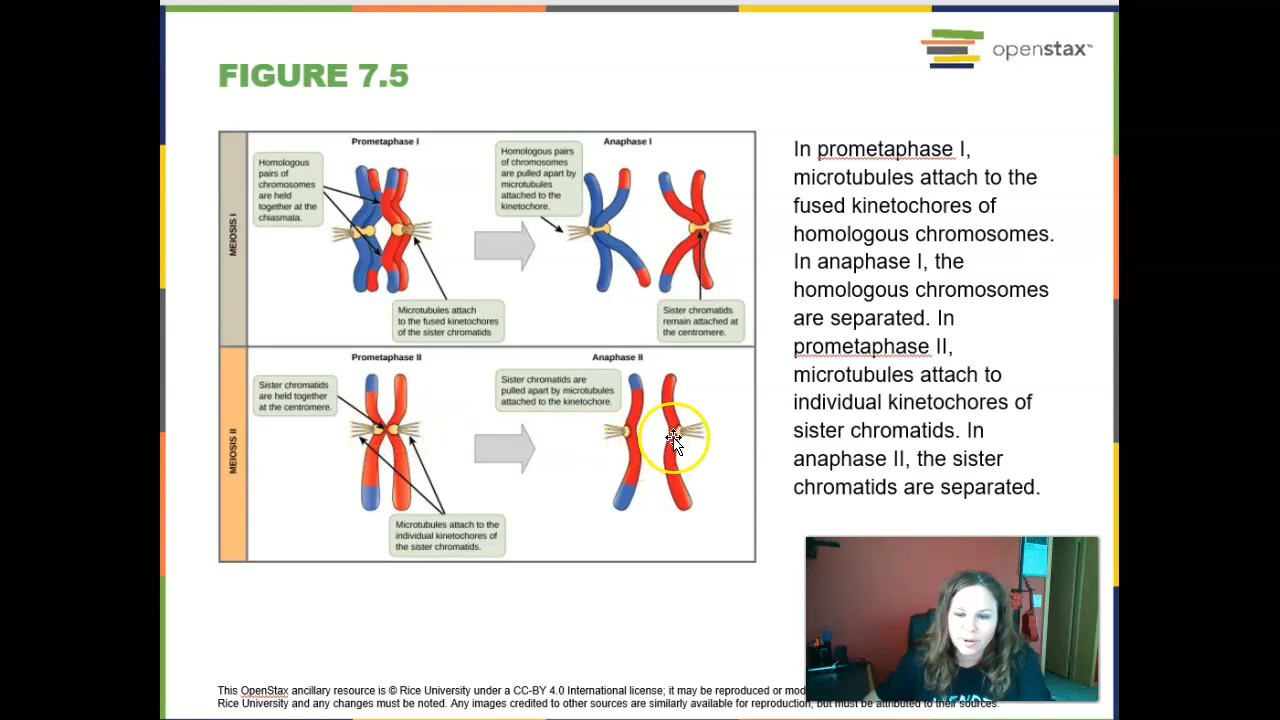 openstax™
FIGURE 7.5
MEIOSIS I
Prometaphase I
Homologous
pairs of
chromosomes
are held
together at the
chiasmata.
Microtubules attach
to the fused kinetochores
of the sister chromatids
Anaphase I
Homologous pairs
of chromosomes
are pulled apart by
microtubules
attached to the
kinetochore.
Sister chromatids
remain attached at
the centromere.
MEIOSIS II
Prometaphase II
Sister chromatids
are held together
at the centromere.
Microtubules attach to the
individual kinetochores of
the sister chromatids.
Anaphase II
Sister chromatids are
pulled apart by microtubules
attached to the kinetochore.
In prometaphase I,
microtubules attach to the
fused kinetochores of
homologous chromosomes.
In anaphase I, the
homologous chromosomes
are separated. In
prometaphase II,
microtubules attach to
individual kinetochores of
sister chromatids. In
anaphase II, the sister
chromatids are separated.
This OpenStax ancillary resource is © Rice University under a CC-BY 4.0 International license; it may be reproduced or
Rice University and any changes must be noted. Any images credited to other sources are similarly available for reproduction, but must be attributed to their sources.